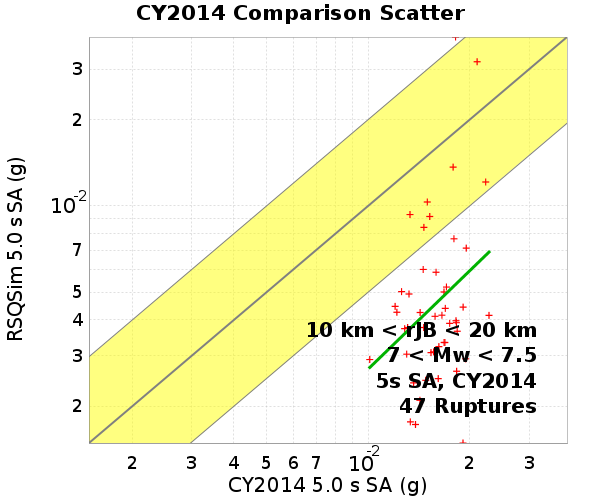 CY2014 Comparison Scatter
RSQSim 5.0 s SA (g)
3
2
10-2
7
5
4
3
2
10 km < rJB < 20 km
7 < Mw < 7.5
5s SA, CY2014
47 Ruptures
2 3 4 5 6 7 10-2 2 3
CY2014 5.0 s SA (g)